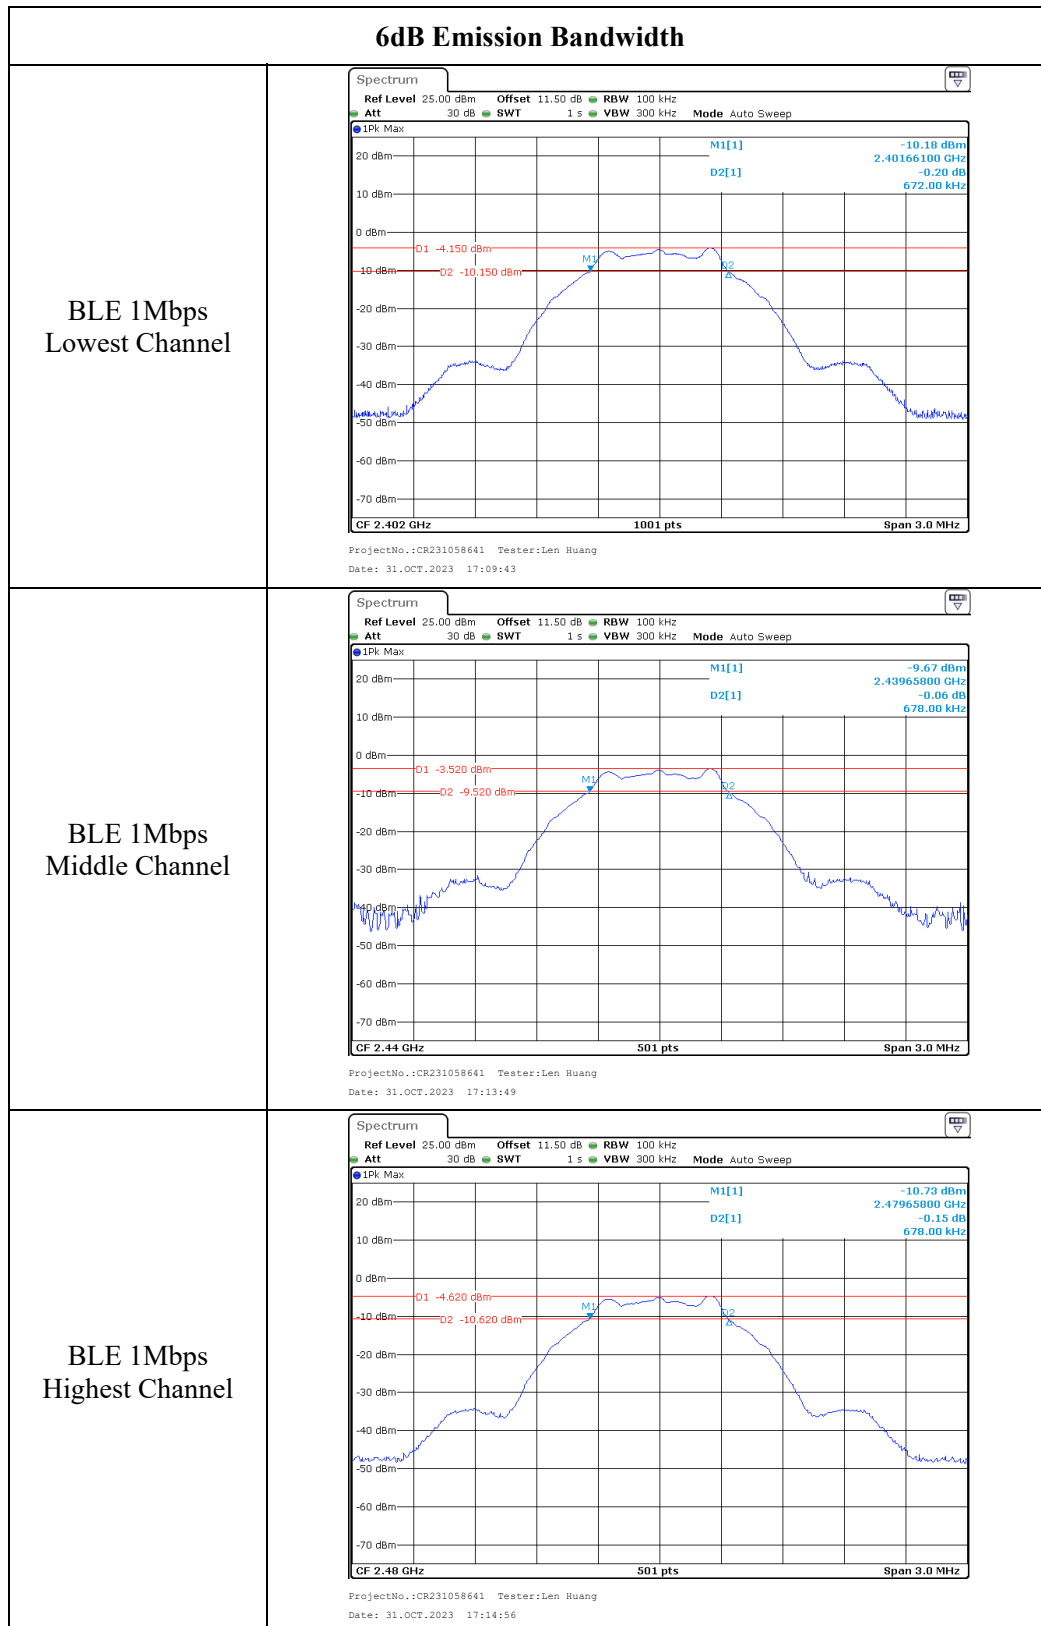 6dB Emission Bandwidth
BLE 1Mbps
Lowest Channel
Spectrum
Ref Level 25.00 dBm Offset 11.50 dB RBW 100 kHz
Att 30 dB SWT 1 s VBW 300 kHz Mode Auto Sweep
1Pk Max
M1[1] -10.18 dBm
2.40166100 GHz
D2[1] -0.20 dB
672.00 kHz
20 dBm
10 dBm
0 dBm
D1 -4.150 dBm
M1
D2
-10 dBm
D2 -10.150 dBm
-20 dBm
-30 dBm
-40 dBm
-50 dBm
-60 dBm
-70 dBm
CF 2.402 GHz 1001 pts Span 3.0 MHz
ProjectNo.:CR231058641 Tester:Len Huang
Date: 31.OCT.2023 17:09:43
BLE 1Mbps
Middle Channel
Spectrum
Ref Level 25.00 dBm Offset 11.50 dB RBW 100 kHz
Att 30 dB SWT 1 s VBW 300 kHz Mode Auto Sweep
1Pk Max
M1[1] -9.67 dBm
2.43965800 GHz
D2[1] -0.06 dB
678.00 kHz
20 dBm
10 dBm
0 dBm
D1 -3.520 dBm
M1
D2
-10 dBm
D2 -9.520 dBm
-20 dBm
-30 dBm
-40 dBm
-50 dBm
-60 dBm
-70 dBm
CF 2.44 GHz 501 pts Span 3.0 MHz
ProjectNo.:CR231058641 Tester:Len Huang
Date: 31.OCT.2023 17:13:49
BLE 1Mbps
Highest Channel
Spectrum
Ref Level 25.00 dBm Offset 11.50 dB RBW 100 kHz
Att 30 dB SWT 1 s VBW 300 kHz Mode Auto Sweep
1Pk Max
M1[1] -10.73 dBm
2.47965800 GHz
D2[1] -0.15 dB
678.00 kHz
20 dBm
10 dBm
0 dBm
D1 -4.620 dBm
M1
D2
-10 dBm
D2 -10.620 dBm
-20 dBm
-30 dBm
-40 dBm
-50 dBm
-60 dBm
-70 dBm
CF 2.48 GHz 501 pts Span 3.0 MHz
ProjectNo.:CR231058641 Tester:Len Huang
Date: 31.OCT.2023 17:14:56